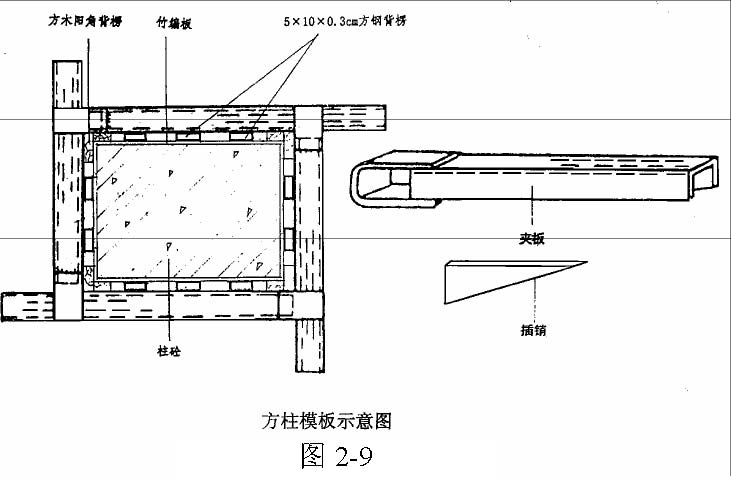 方木阳角背楞
竹编板
5×10×0.3cm方钢背楞
夹板
插销
柱砼
方柱模板示意图
图 2-9